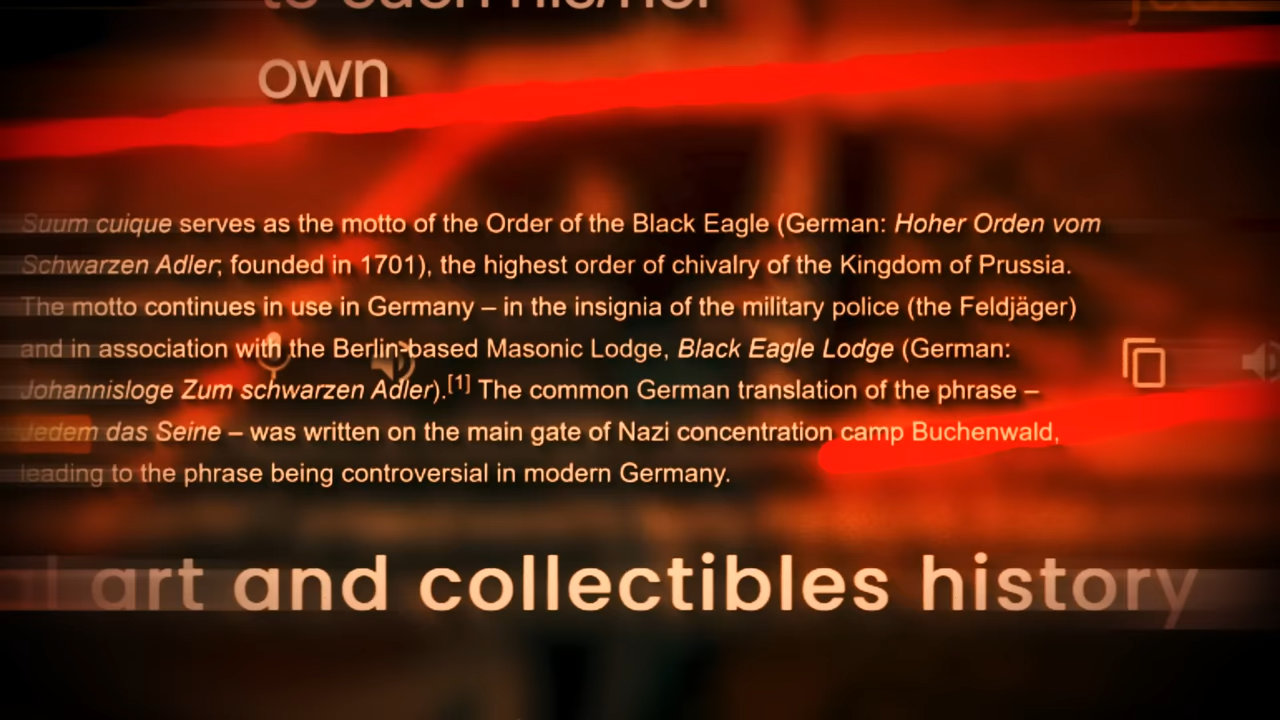 to each his/her
own
Suum cuique serves as the motto of the Order of the Black Eagle (German: Hoher Orden vom
Schwarzen Adler; founded in 1701), the highest order of chivalry of the Kingdom of Prussia.
The motto continues in use in Germany – in the insignia of the military police (the Feldjäger)
and in association with the Berlin-based Masonic Lodge, Black Eagle Lodge (German:
Johannisloge Zum schwarzen Adler).[1] The common German translation of the phrase –
Jedem das Seine – was written on the main gate of Nazi concentration camp Buchenwald,
leading to the phrase being controversial in modern Germany.
art and collectibles history